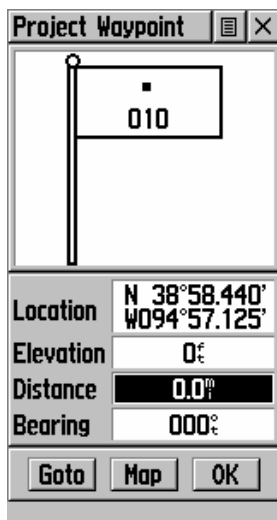 Project Waypoint
010
Location N 38°58.440'
W094°57.125'
Elevation 0ft
Distance 0.0mi
Bearing 000°t
Goto Map OK